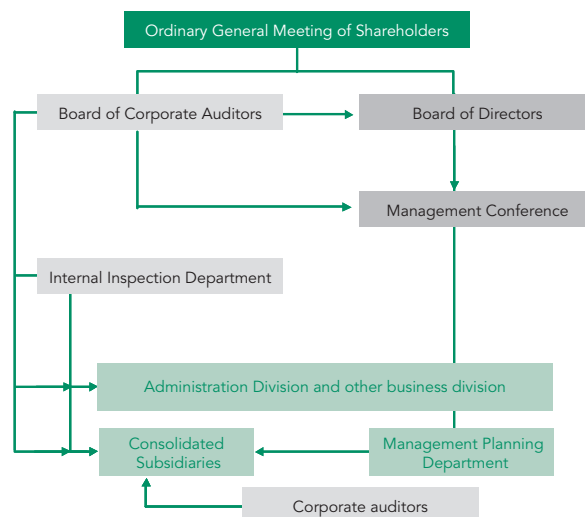 Ordinary General Meeting of Shareholders
Board of Corporate Auditors
Board of Directors
Management Conference
Internal Inspection Department
Administration Division and other business division
Consolidated
Subsidiaries
Management Planning
Department
Corporate auditors